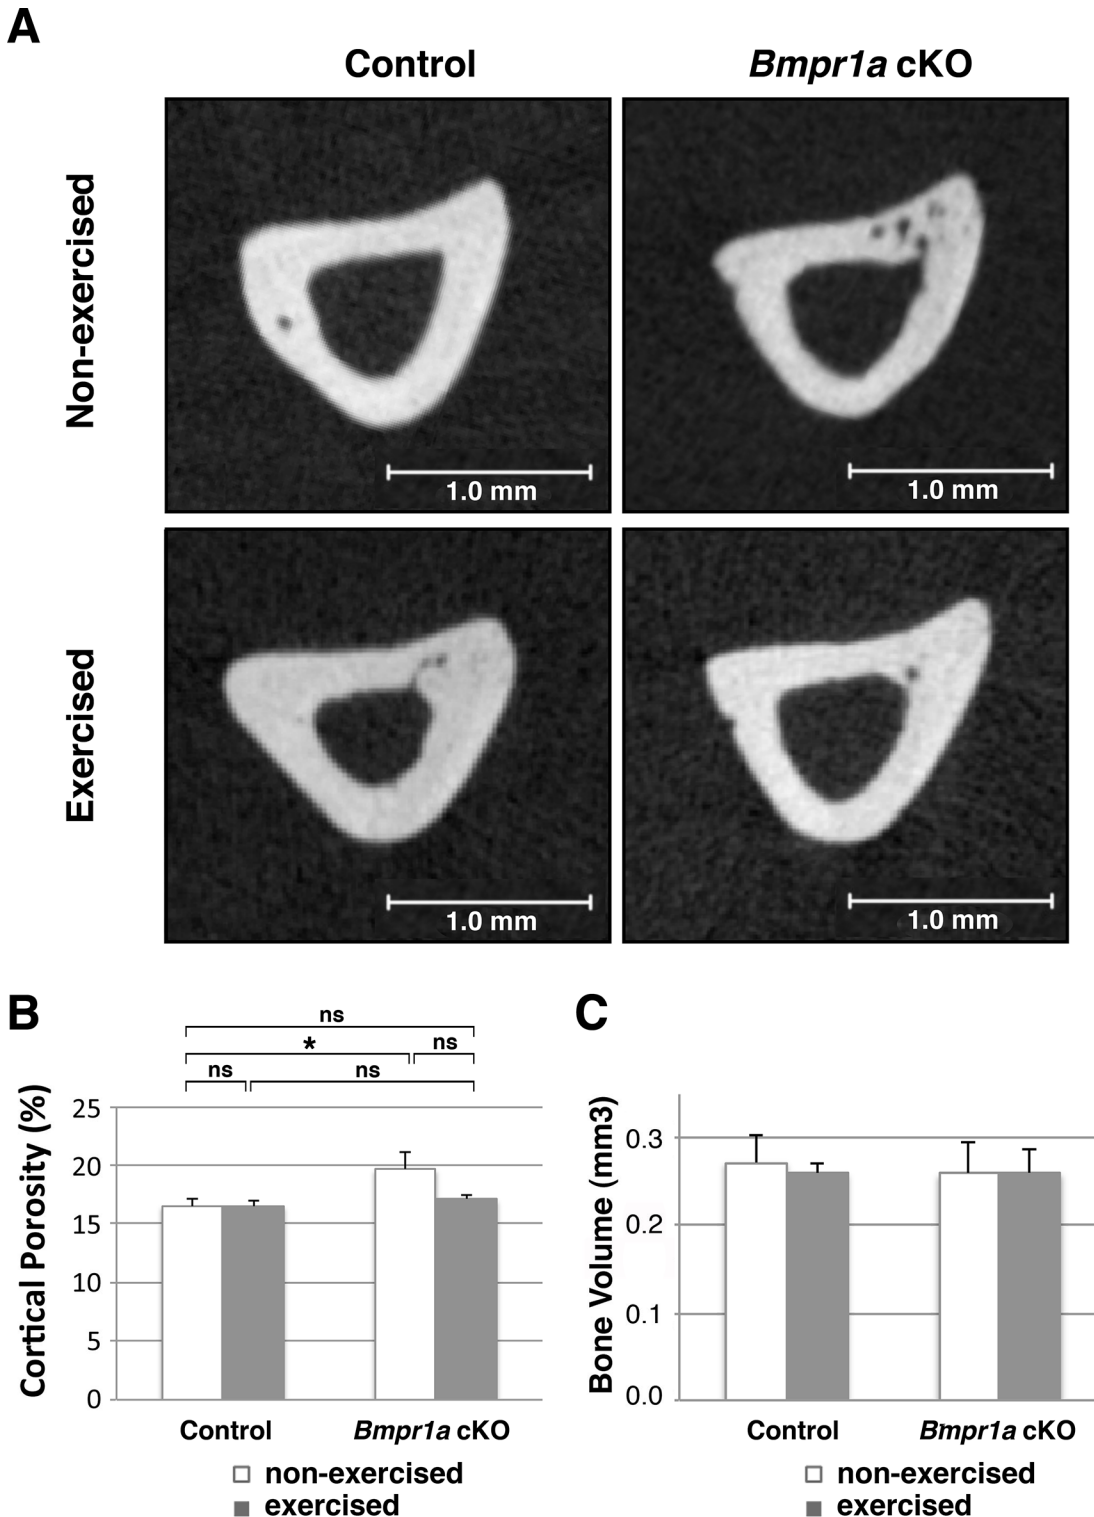 A
Control
Bmpr1a cKO
Non-exercised
1.0 mm
1.0 mm
Exercised
1.0 mm
1.0 mm
B
ns
* ns
ns ns
Cortical Porosity (%)
25
20
15
10
5
0
Control
Bmpr1a cKO
non-exercised
exercised
C
Bone Volume (mm3)
0.3
0.2
0.1
0.0
Control
Bmpr1a cKO
non-exercised
exercised